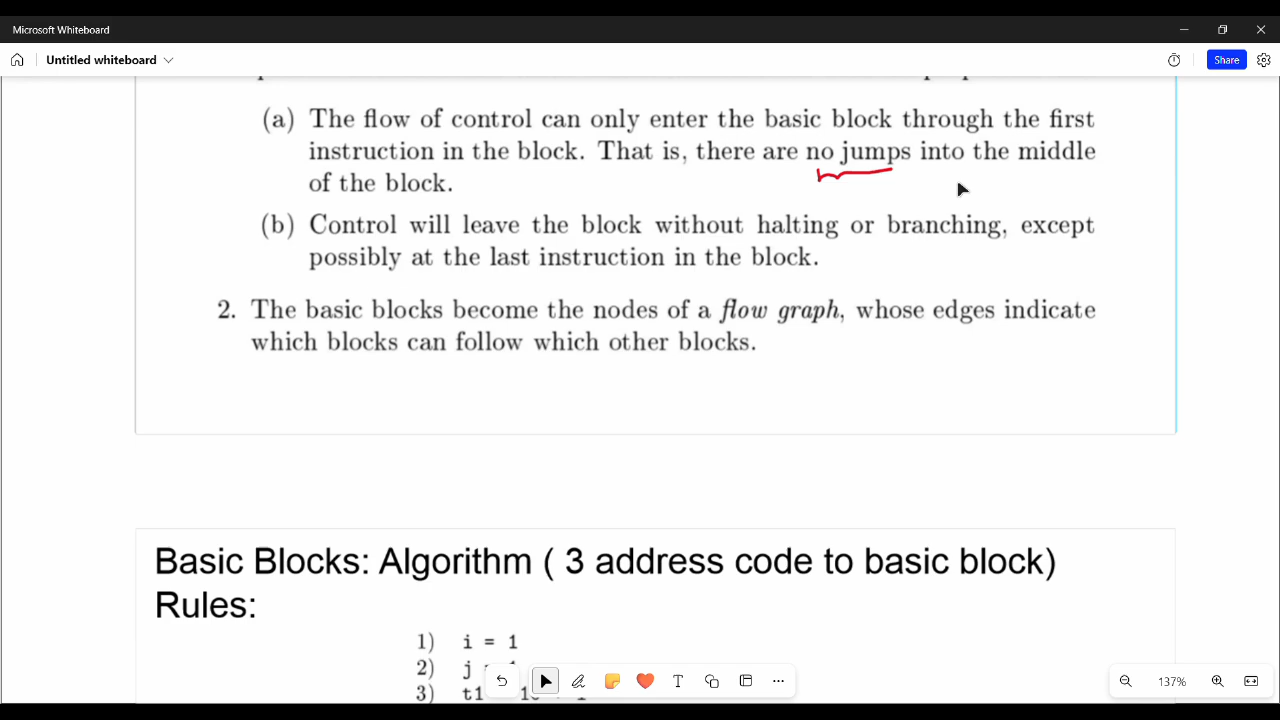 Microsoft Whiteboard
Untitled whiteboard
Share
(a) The flow of control can only enter the basic block through the first
instruction in the block. That is, there are no jumps into the middle
of the block.
(b) Control will leave the block without halting or branching, except
possibly at the last instruction in the block.
2. The basic blocks become the nodes of a flow graph, whose edges indicate
which blocks can follow which other blocks.
Basic Blocks: Algorithm ( 3 address code to basic block)
Rules:
1) i = 1
2) j
3) t1
137%